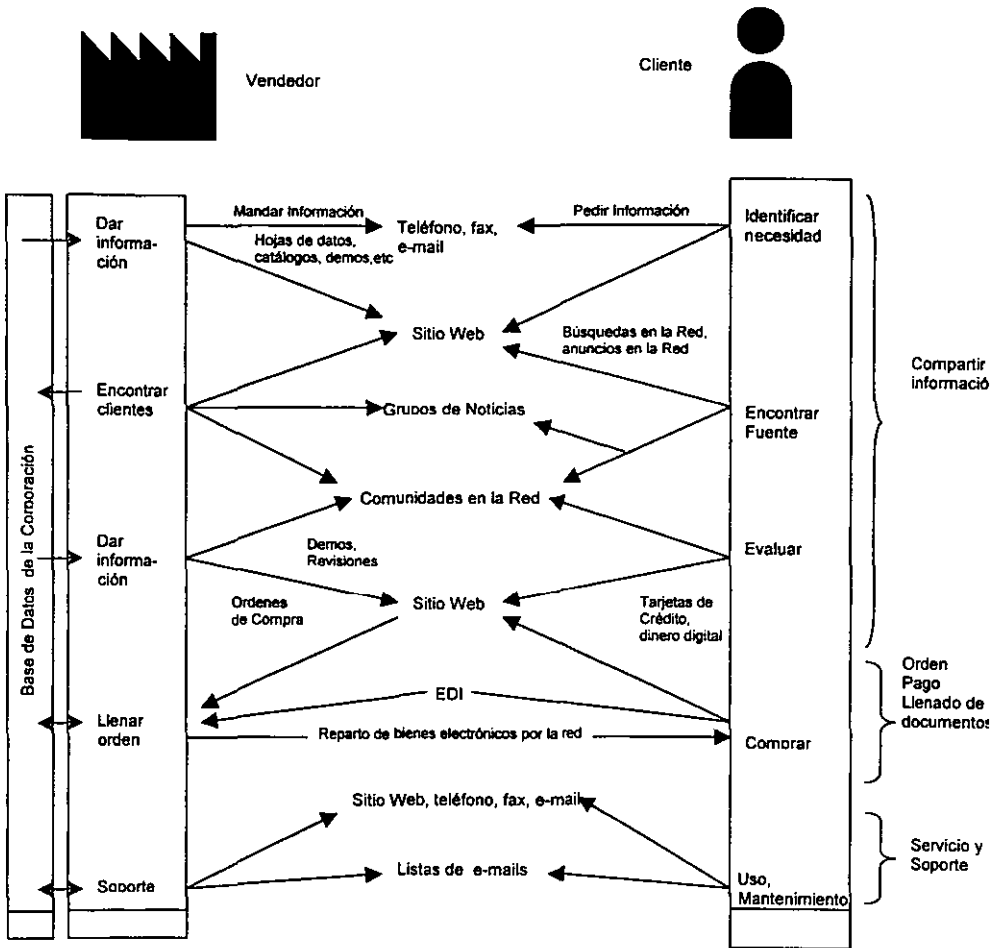 Vendedor
Cliente
Base de Datos de la Corporación
Dar
informa-
ción
Mandar Información
Hojas de datos,
catálogos, demos,etc
Teléfono, fax,
e-mail
Pedir Información
Identificar
necesidad
Sitio Web
Búsquedas en la Red,
anuncios en la Red
Compartir
informació
Encontrar
clientes
Grupos de Noticias
Encontrar
Fuente
Comunidades en la Red
Dar
informa-
ción
Demos,
Revisiones
Evaluar
Ordenes
de Compra
Sitio Web
Tarjetas de
Crédito,
dinero digital
Orden
Pago
Llenado de
documentos
EDI
Llenar
orden
Reparto de bienes electrónicos por la red
Comprar
Sitio Web, teléfono, fax, e-mail
Servicio y
Soporte
Soporte
Listas de e-mails
Uso,
Mantenimiento